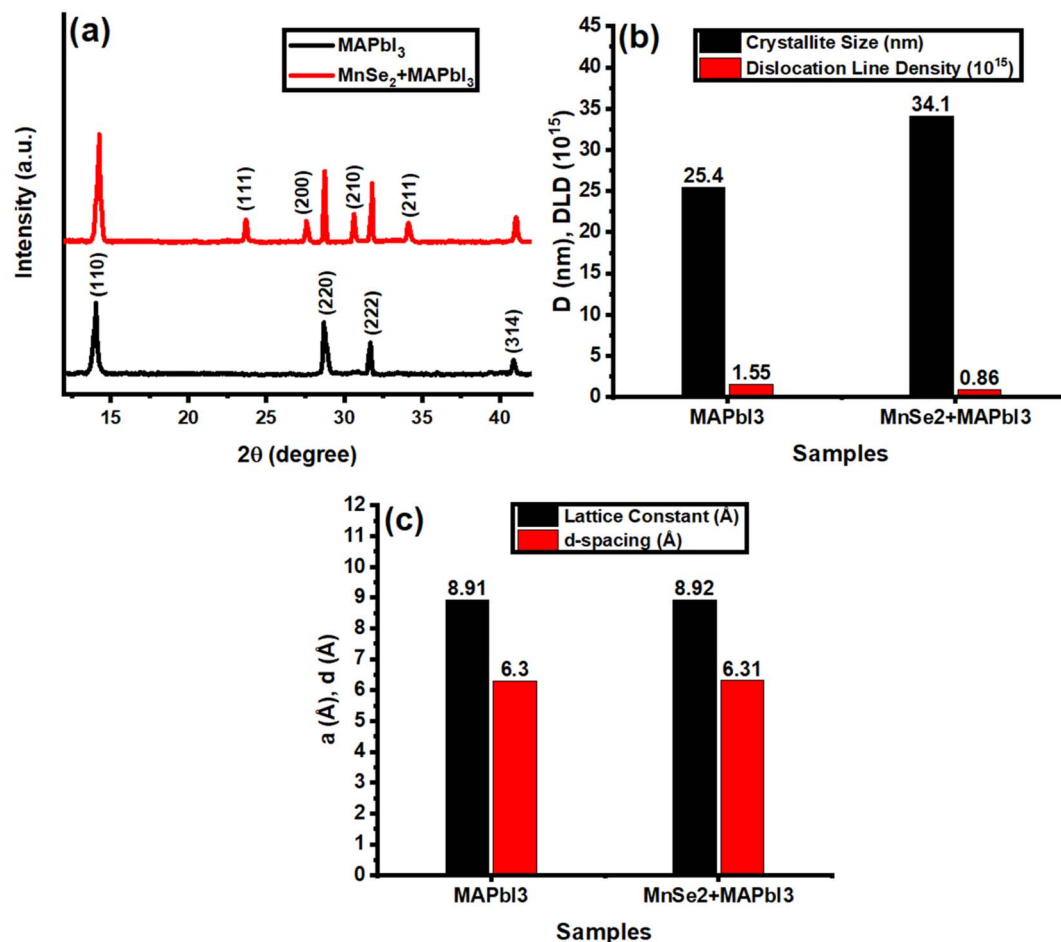 (a)
MAPbI₃
MnSe₂+MAPbI₃
Intensity (a.u.)
(111)
(200)
(210)
(211)
(110)
(220)
(222)
(314)
15 20 25 30 35 40
2θ (degree)
(b)
Crystallite Size (nm)
Dislocation Line Density (10¹⁵)
D (nm), DLD (10¹⁵)
45
40
35
30
25
20
15
10
5
0
25.4
1.55
34.1
0.86
MAPbI3 MnSe2+MAPbI3
Samples
(c)
Lattice Constant (Å)
d-spacing (Å)
a (Å), d (Å)
12
11
10
9
8
7
6
5
4
3
2
1
0
8.91
6.3
8.92
6.31
MAPbI3 MnSe2+MAPbI3
Samples